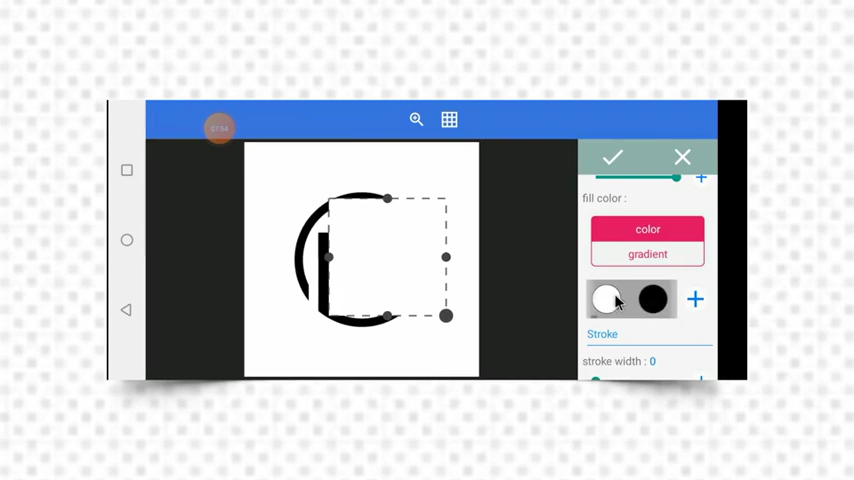 07:54
fill color :
color
gradient
Stroke
stroke width : 0